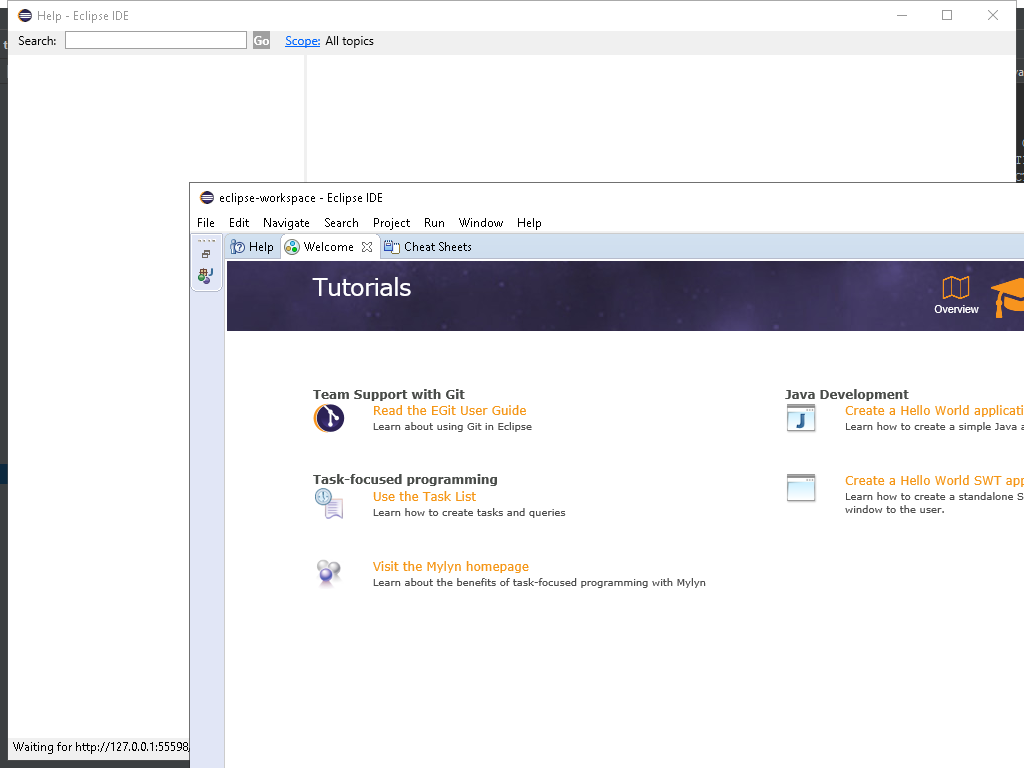 Help - Eclipse IDE
Search:
Go
Scope: All topics
eclipse-workspace - Eclipse IDE
File Edit Navigate Search Project Run Window Help
Help Welcome Cheat Sheets
Tutorials
Overview
Team Support with Git
Read the EGit User Guide
Learn about using Git in Eclipse
Task-focused programming
Use the Task List
Learn how to create tasks and queries
Visit the Mylyn homepage
Learn about the benefits of task-focused programming with Mylyn
Java Development
Create a Hello World applicati
Learn how to create a simple Java a
Create a Hello World SWT app
Learn how to create a standalone S
window to the user.
Waiting for http://127.0.0.1:55598